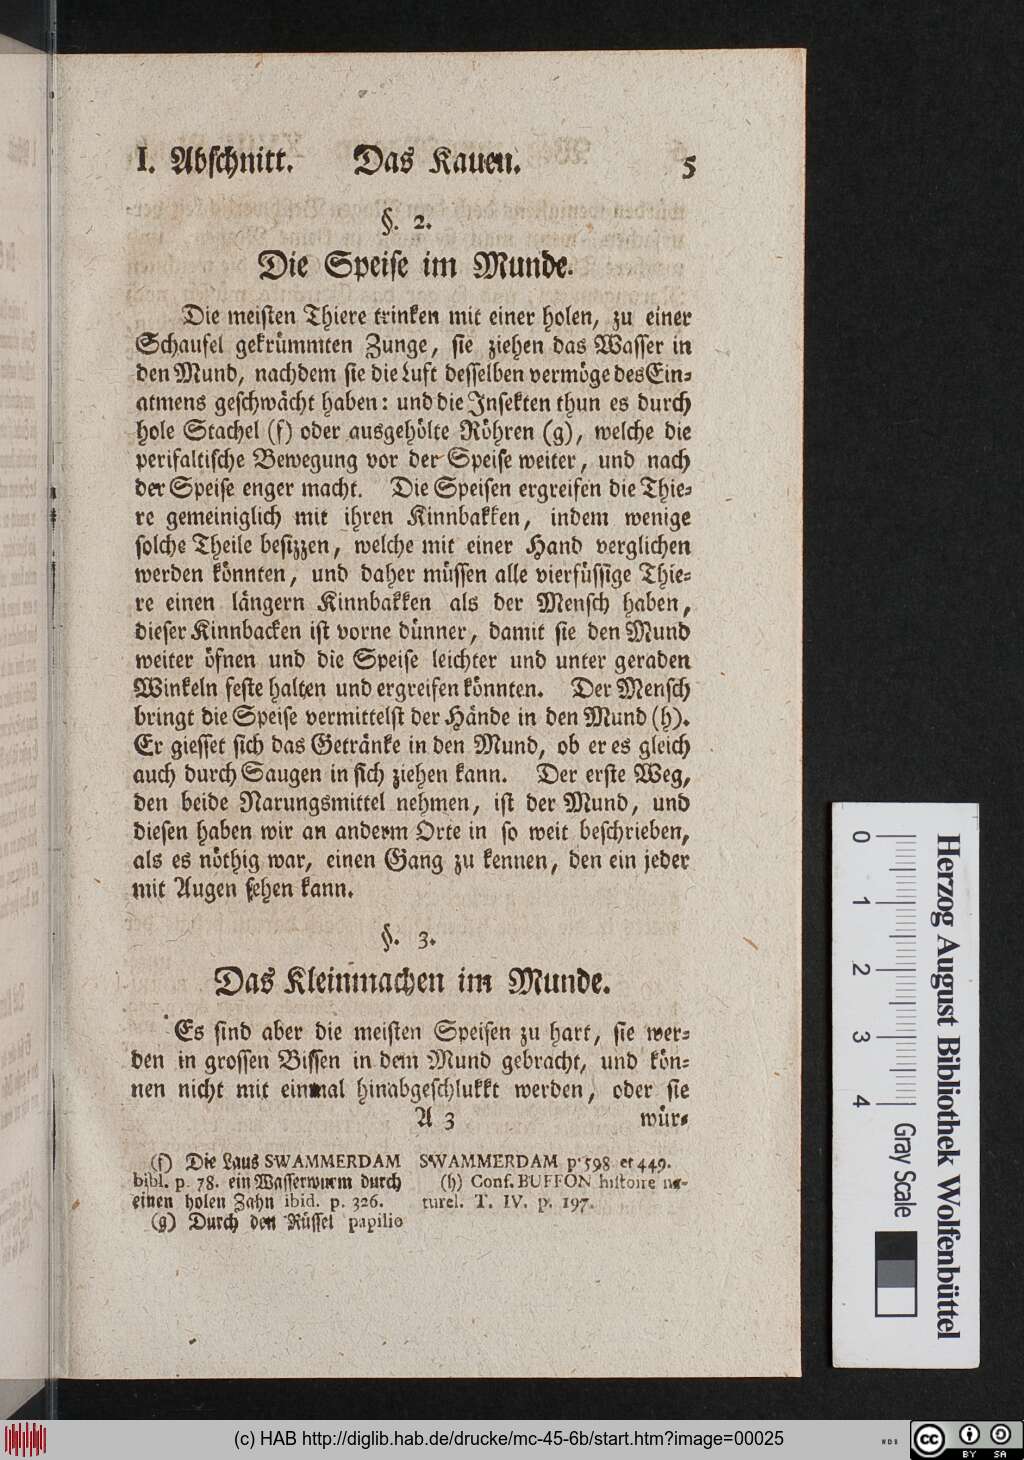 I. Abschnitt. Das Kauen. 5
§. 2.
Die Speise im Munde.
Die meisten Thiere trinken mit einer holen, zu einer
Schaufel gekrümmten Zunge, sie ziehen das Wasser in
den Mund, nachdem sie die Luft desselben vermöge des Ein-
atmens geschwächt haben: und die Insekten thun es durch
hole Stachel (f) oder ausgehölte Röhren (g), welche die
perifaltische Bewegung vor der Speise weiter, und nach
der Speise enger macht. Die Speisen ergreifen die Thie-
re gemeiniglich mit ihren Kinnbakken, indem wenige
solche Theile besizzen, welche mit einer Hand verglichen
werden könnten, und daher müssen alle vierfüssige Thie-
re einen längern Kinnbakken als der Mensch haben,
dieser Kinnbacken ist vorne dünner, damit sie den Mund
weiter öfnen und die Speise leichter und unter geraden
Winkeln feste halten und ergreifen könnten. Der Mensch
bringt die Speise vermittelst der Hände in den Mund (h).
Er giesset sich das Getränke in den Mund, ob er es gleich
auch durch Saugen in sich ziehen kann. Der erste Weg,
den beide Narungsmittel nehmen, ist der Mund, und
diesen haben wir an anderm Orte in so weit beschrieben,
als es nöthig war, einen Gang zu kennen, den ein jeder
mit Augen sehen kann.
§. 3.
Das Kleinmachen im Munde.
Es sind aber die meisten Speisen zu hart, sie wer-
den in grossen Bissen in dem Mund gebracht, und kön-
nen nicht mit einmal hinabgeschlukkt werden, oder sie
A 3 wür-
(f) Die Laus SWAMMERDAM
bibl. p. 78. ein Wasserwurm durch
einen holen Zahn ibid. p. 326.
(g) Durch den Rüssel papilio
SWAMMERDAM p. 598 et 449.
(h) Conf. BUFFON histoire na-
turel. T. IV. p. 197.
Herzog August Bibliothek Wolfenbüttel
0 1 2 3 4 Gray Scale
(c) HAB http://diglib.hab.de/drucke/mc-45-6b/start.htm?image=00025
WDB
cc BY SA